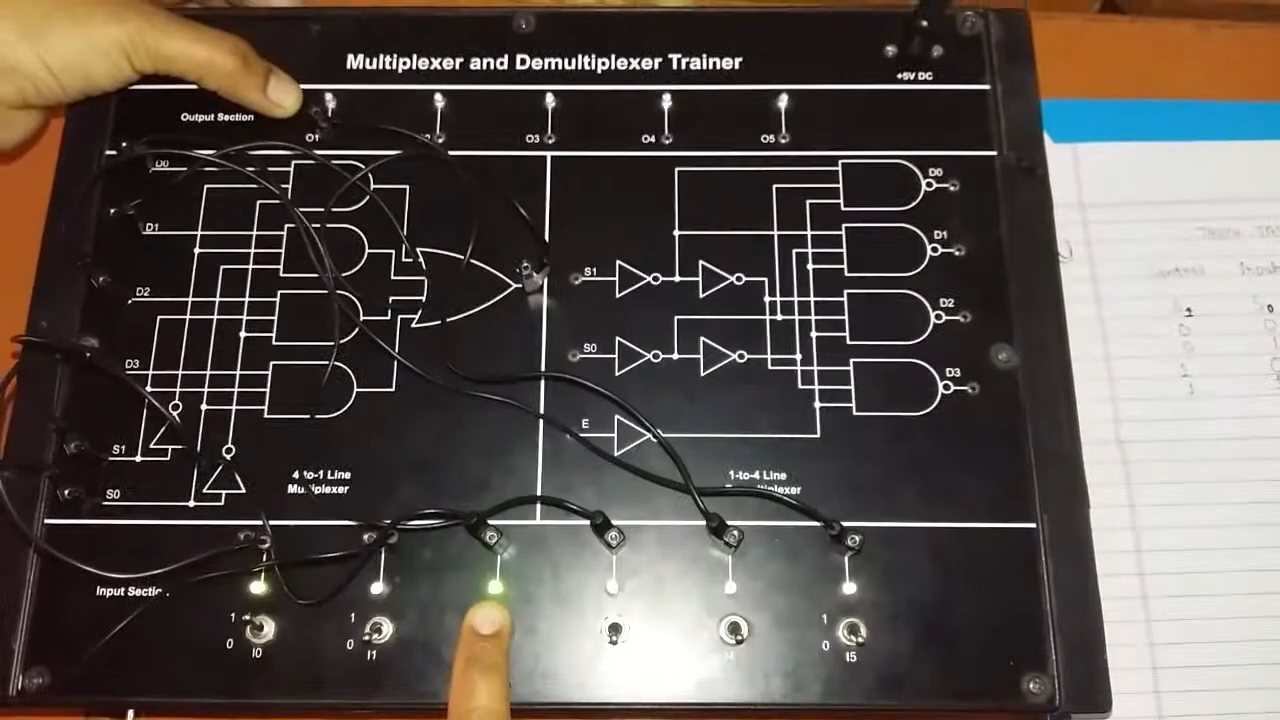 Multiplexer and Demultiplexer Trainer
+5V DC
Output Section
O1
O3
O4
O5
D0
D1
D2
D3
S1
S0
4 to-1 Line
S1
S0
E
D0
D1
D2
D3
1-to-4 Line
Input
1
0
I0
1
0
I1
I4
1
0
I5